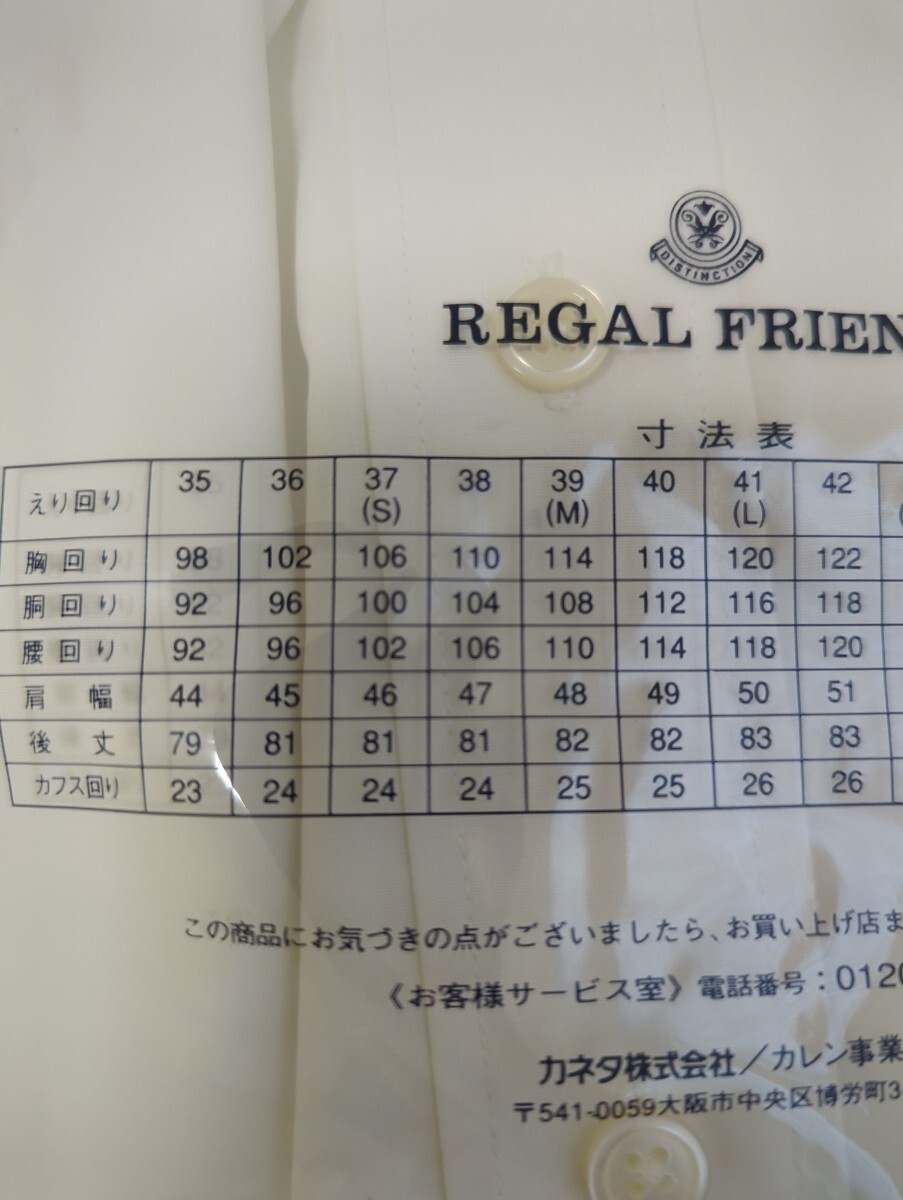 DISTINCTION
REGAL FRIEN
寸法表
えり回り 35 36 37 (S) 38 39 (M) 40 41 (L) 42
胸回り 98 102 106 110 114 118 120 122
胴回り 92 96 100 104 108 112 116 118
腰回り 92 96 102 106 110 114 118 120
肩幅 44 45 46 47 48 49 50 51
後丈 79 81 81 81 82 82 83 83
カフス回り 23 24 24 24 25 25 26 26
この商品にお気づきの点がございましたら、お買い上げ店ま
《お客様サービス室》電話番号：0120
カネタ株式会社/カレン事業
〒541-0059大阪市中央区博労町3-